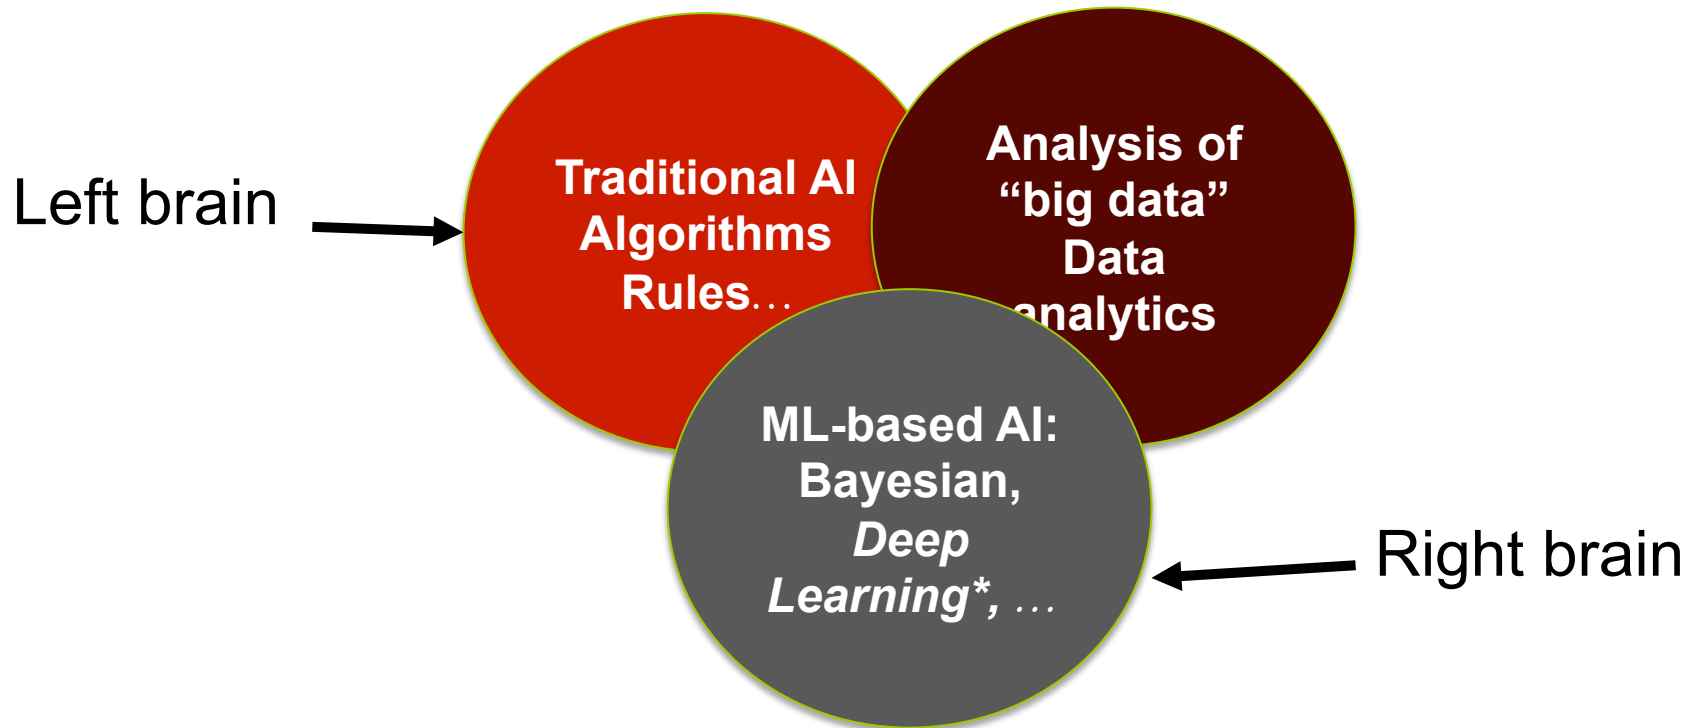 Left brain
Traditional AI
Algorithms
Rules…
Analysis of
“big data”
Data
analytics
ML-based AI:
Bayesian,
Deep
Learning*, …
Right brain